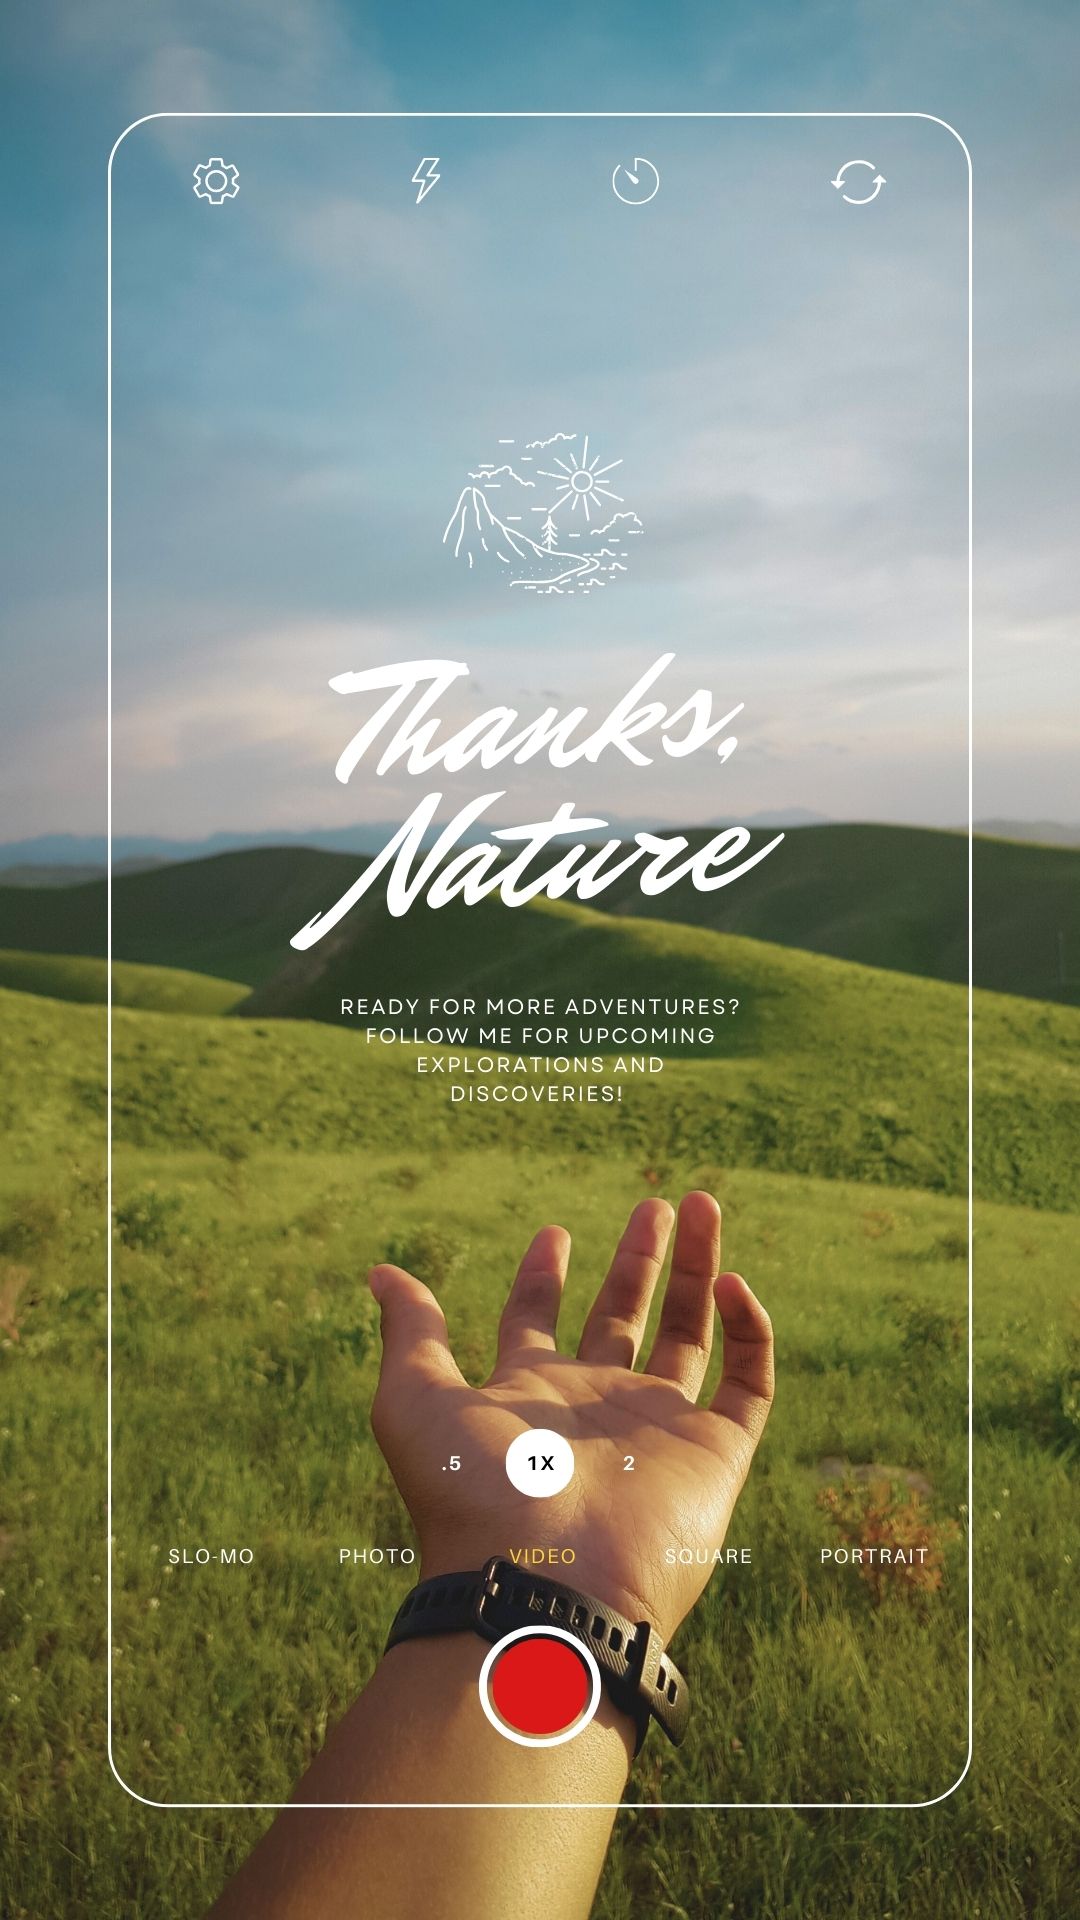 Thanks,
Nature
READY FOR MORE ADVENTURES?
FOLLOW ME FOR UPCOMING
EXPLORATIONS AND
DISCOVERIES!
.5 1X 2
SLO-MO PHOTO VIDEO SQUARE PORTRAIT